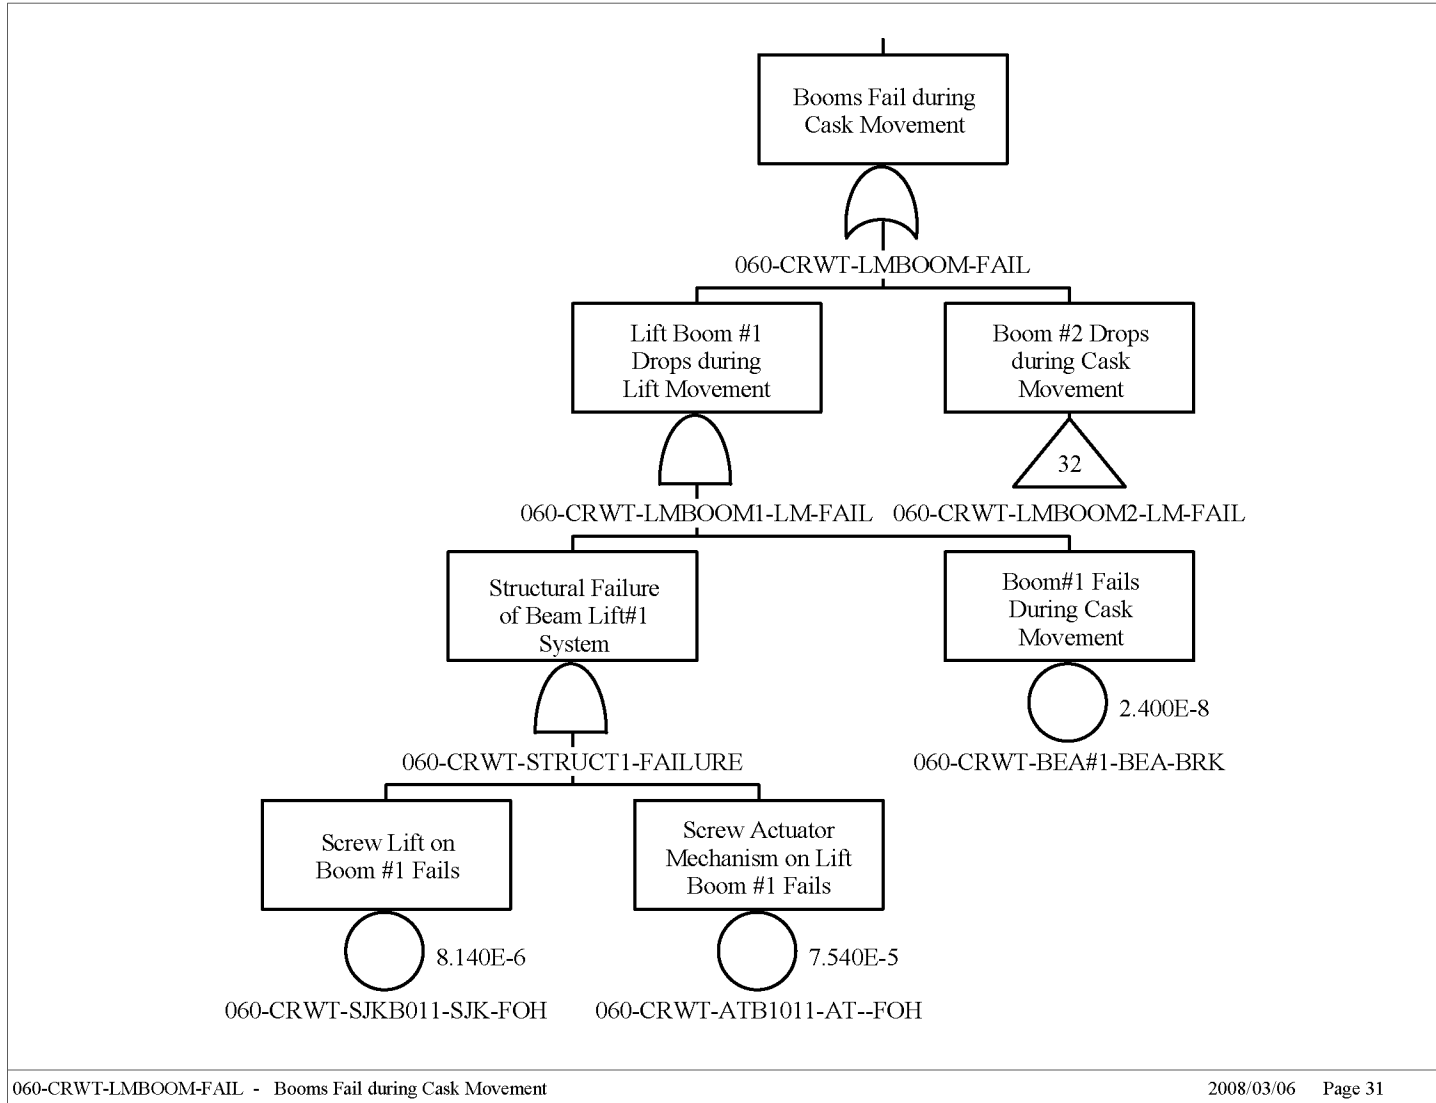 Booms Fail during
Cask Movement
060-CRWT-LMBOOM-FAIL
Lift Boom #1
Drops during
Lift Movement
Boom #2 Drops
during Cask
Movement
32
060-CRWT-LMBOOM1-LM-FAIL
060-CRWT-LMBOOM2-LM-FAIL
Structural Failure
of Beam Lift#1
System
Boom#1 Fails
During Cask
Movement
2.400E-8
060-CRWT-STRUCT1-FAILURE
060-CRWT-BEA#1-BEA-BRK
Screw Lift on
Boom #1 Fails
Screw Actuator
Mechanism on Lift
Boom #1 Fails
8.140E-6
7.540E-5
060-CRWT-SJKB011-SJK-FOH
060-CRWT-ATB1011-AT--FOH
060-CRWT-LMBOOM-FAIL - Booms Fail during Cask Movement
2008/03/06 Page 31